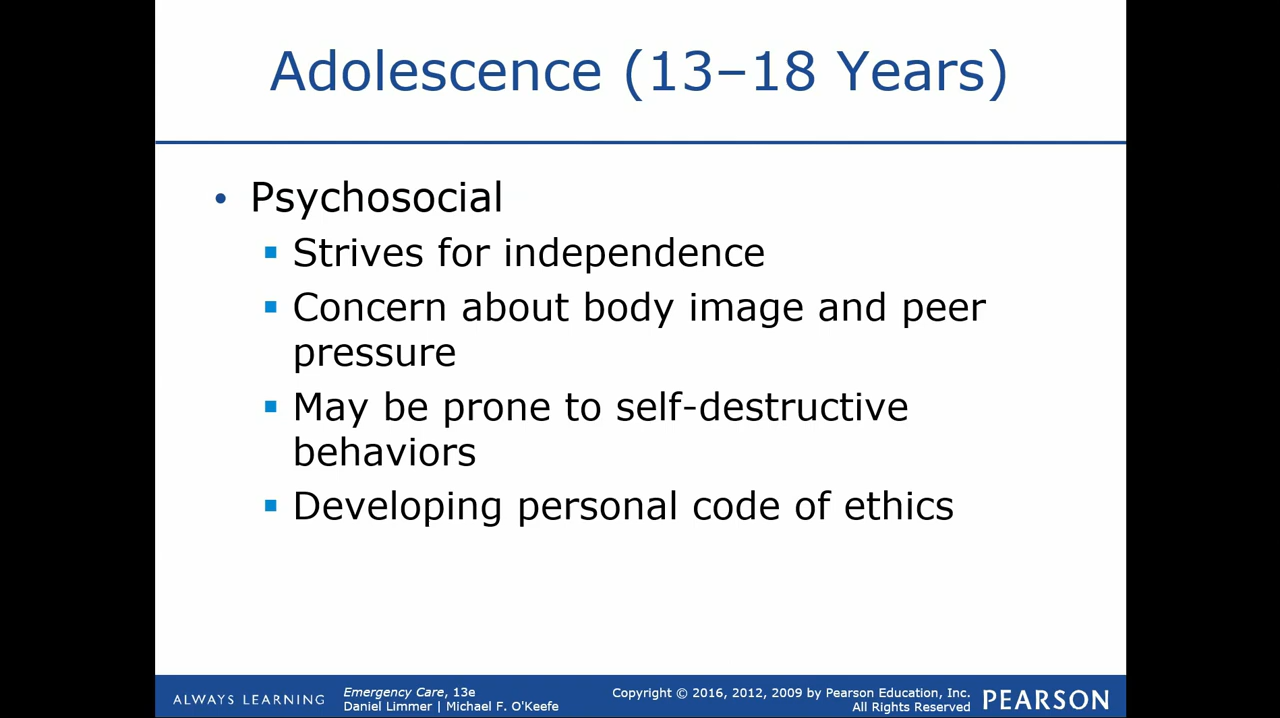 Adolescence (13–18 Years)
• Psychosocial
▪ Strives for independence
▪ Concern about body image and peer
pressure
▪ May be prone to self-destructive
behaviors
▪ Developing personal code of ethics
ALWAYS LEARNING
Emergency Care, 13e
Daniel Limmer | Michael F. O'Keefe
Copyright © 2016, 2012, 2009 by Pearson Education, Inc.
All Rights Reserved
PEARSON